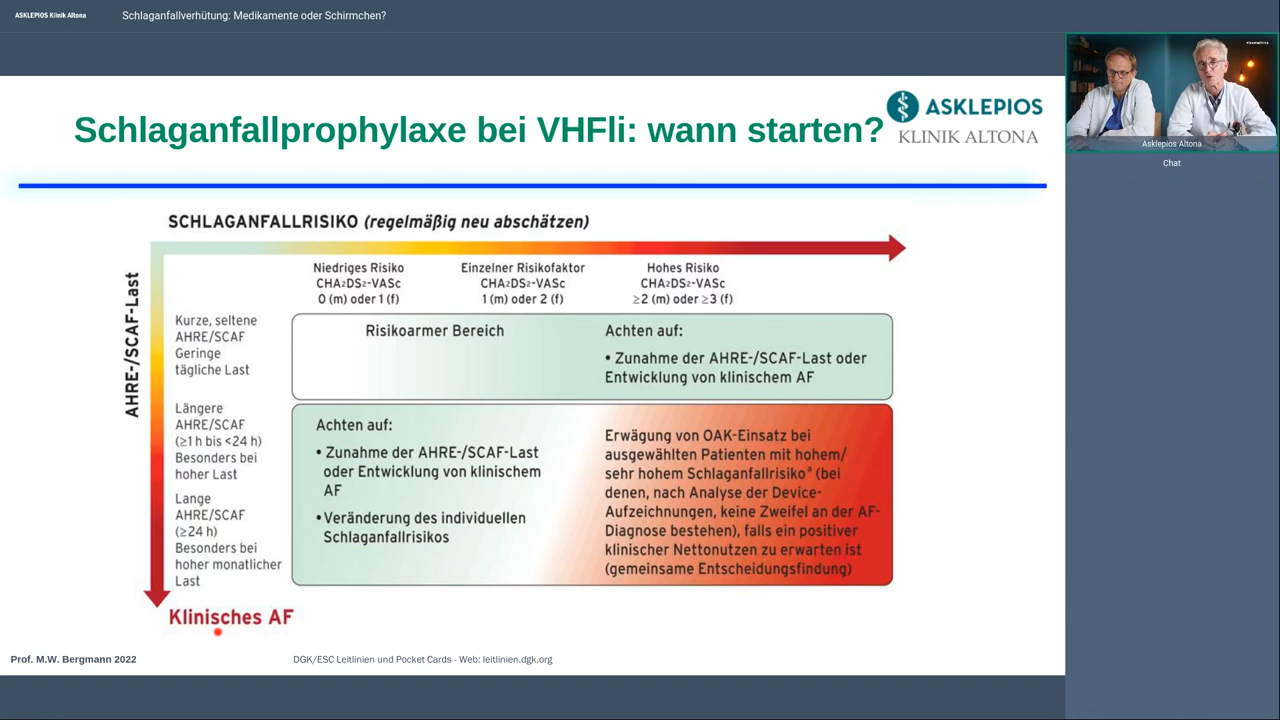 ASKLEPIOS Klinik Altona
Schlaganfallverhütung: Medikamente oder Schirmchen?
Schlaganfallprophylaxe bei VHFli: wann starten?
ASKLEPIOS
KLINIK ALTONA
Asklepios Altona
Chat
SCHLAGANFALLRISIKO (regelmäßig neu abschätzen)
AHRE-/SCAF-Last
Niedriges Risiko
CHA₂DS₂-VASc
0 (m) oder 1 (f)
Einzelner Risikofaktor
CHA₂DS₂-VASc
1 (m) oder 2 (f)
Hohes Risiko
CHA₂DS₂-VASc
≥2 (m) oder ≥3 (f)
Kurze, seltene
AHRE/SCAF
Geringe
tägliche Last
Risikoarmer Bereich
Achten auf:
• Zunahme der AHRE-/SCAF-Last oder
Entwicklung von klinischem AF
Längere
AHRE/SCAF
(≥1 h bis <24 h)
Besonders bei
hoher Last
Lange
AHRE/SCAF
(≥24 h)
Besonders bei
hoher monatlicher
Last
Achten auf:
• Zunahme der AHRE-/SCAF-Last
oder Entwicklung von klinischem
AF
• Veränderung des individuellen
Schlaganfallrisikos
Erwägung von OAK-Einsatz bei
ausgewählten Patienten mit hohem/
sehr hohem Schlaganfallrisikoª (bei
denen, nach Analyse der Device-
Aufzeichnungen, keine Zweifel an der AF-
Diagnose bestehen), falls ein positiver
klinischer Nettonutzen zu erwarten ist
(gemeinsame Entscheidungsfindung)
Klinisches AF
Prof. M.W. Bergmann 2022
DGK/ESC Leitlinien und Pocket Cards - Web: leitlinien.dgk.org